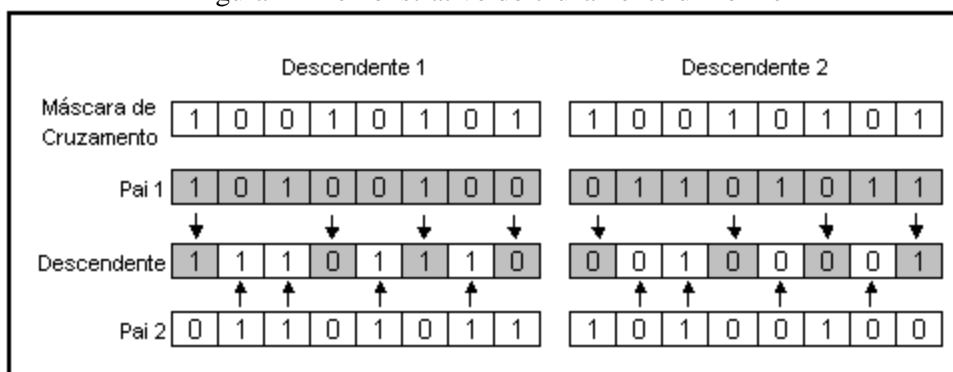 Descendente 1 Descendente 2
Máscara de
Cruzamento
1 0 0 1 0 1 0 1 1 0 0 1 0 1 0 1
Pai 1 1 0 1 0 0 1 0 0 0 1 1 0 1 0 1 1
Descendente 1 1 1 0 1 1 1 0 0 0 1 0 0 0 0 1
Pai 2 0 1 1 0 1 0 1 1 1 0 1 0 0 1 0 0